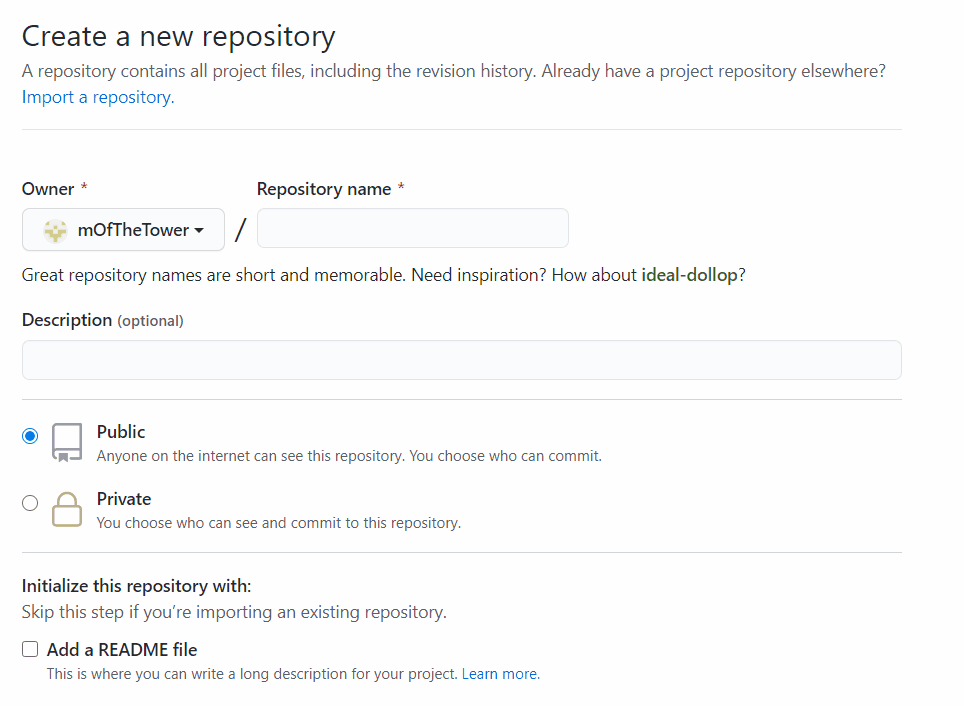 Create a new repository
A repository contains all project files, including the revision history. Already have a project repository elsewhere?
Import a repository.
Owner * Repository name *
mOfTheTower /
Great repository names are short and memorable. Need inspiration? How about ideal-dollop?
Description (optional)
Public
Anyone on the internet can see this repository. You choose who can commit.
Private
You choose who can see and commit to this repository.
Initialize this repository with:
Skip this step if you’re importing an existing repository.
Add a README file
This is where you can write a long description for your project. Learn more.